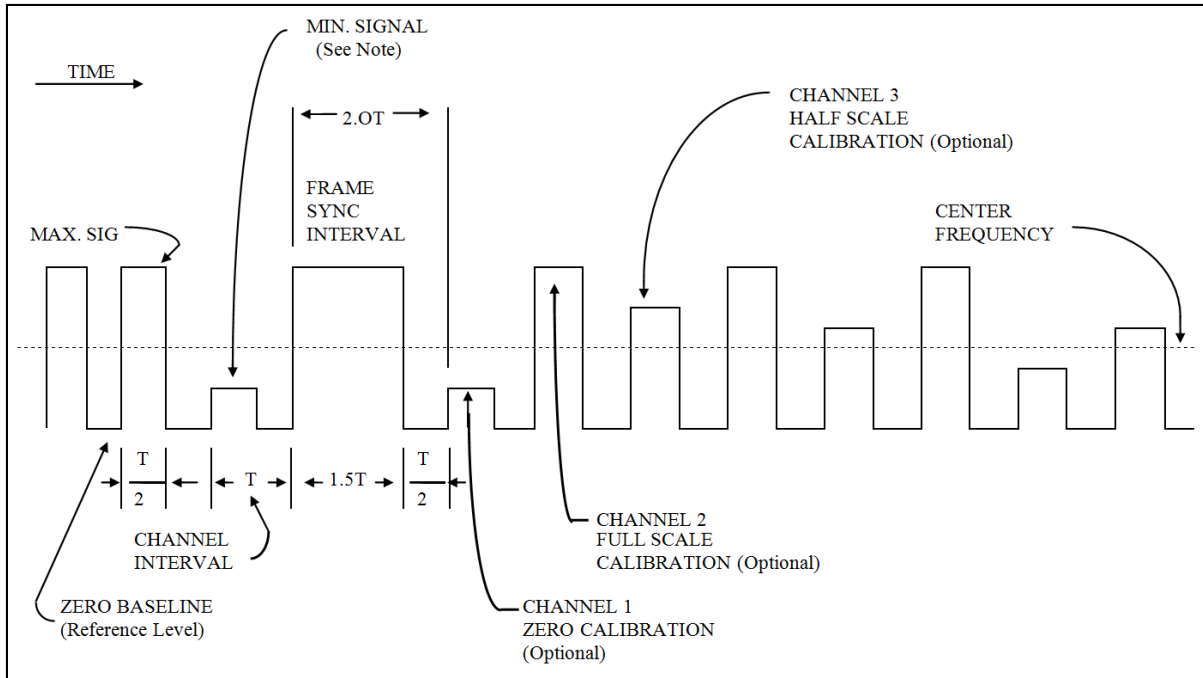 MIN. SIGNAL
(See Note)
TIME
2.OT
CHANNEL 3
HALF SCALE
CALIBRATION (Optional)
FRAME
SYNC
INTERVAL
MAX. SIG
CENTER
FREQUENCY
T
2
T
1.5T
T
2
CHANNEL
INTERVAL
CHANNEL 2
FULL SCALE
CALIBRATION (Optional)
ZERO BASELINE
(Reference Level)
CHANNEL 1
ZERO CALIBRATION
(Optional)